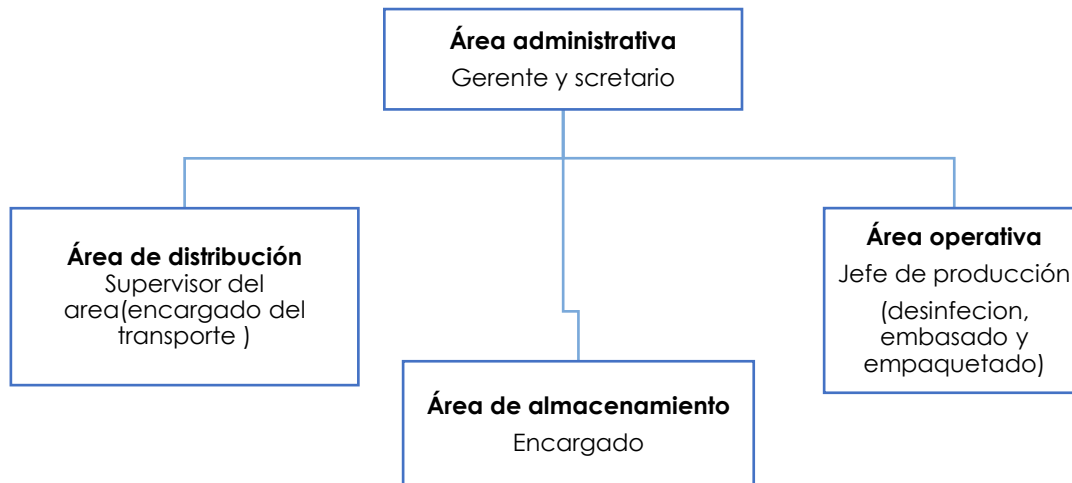 Área administrativa
Gerente y scretario
Área de distribución
Supervisor del
area(encargado del
transporte )
Área de almacenamiento
Encargado
Área operativa
Jefe de producción
(desinfecion,
embasado y
empaquetado)